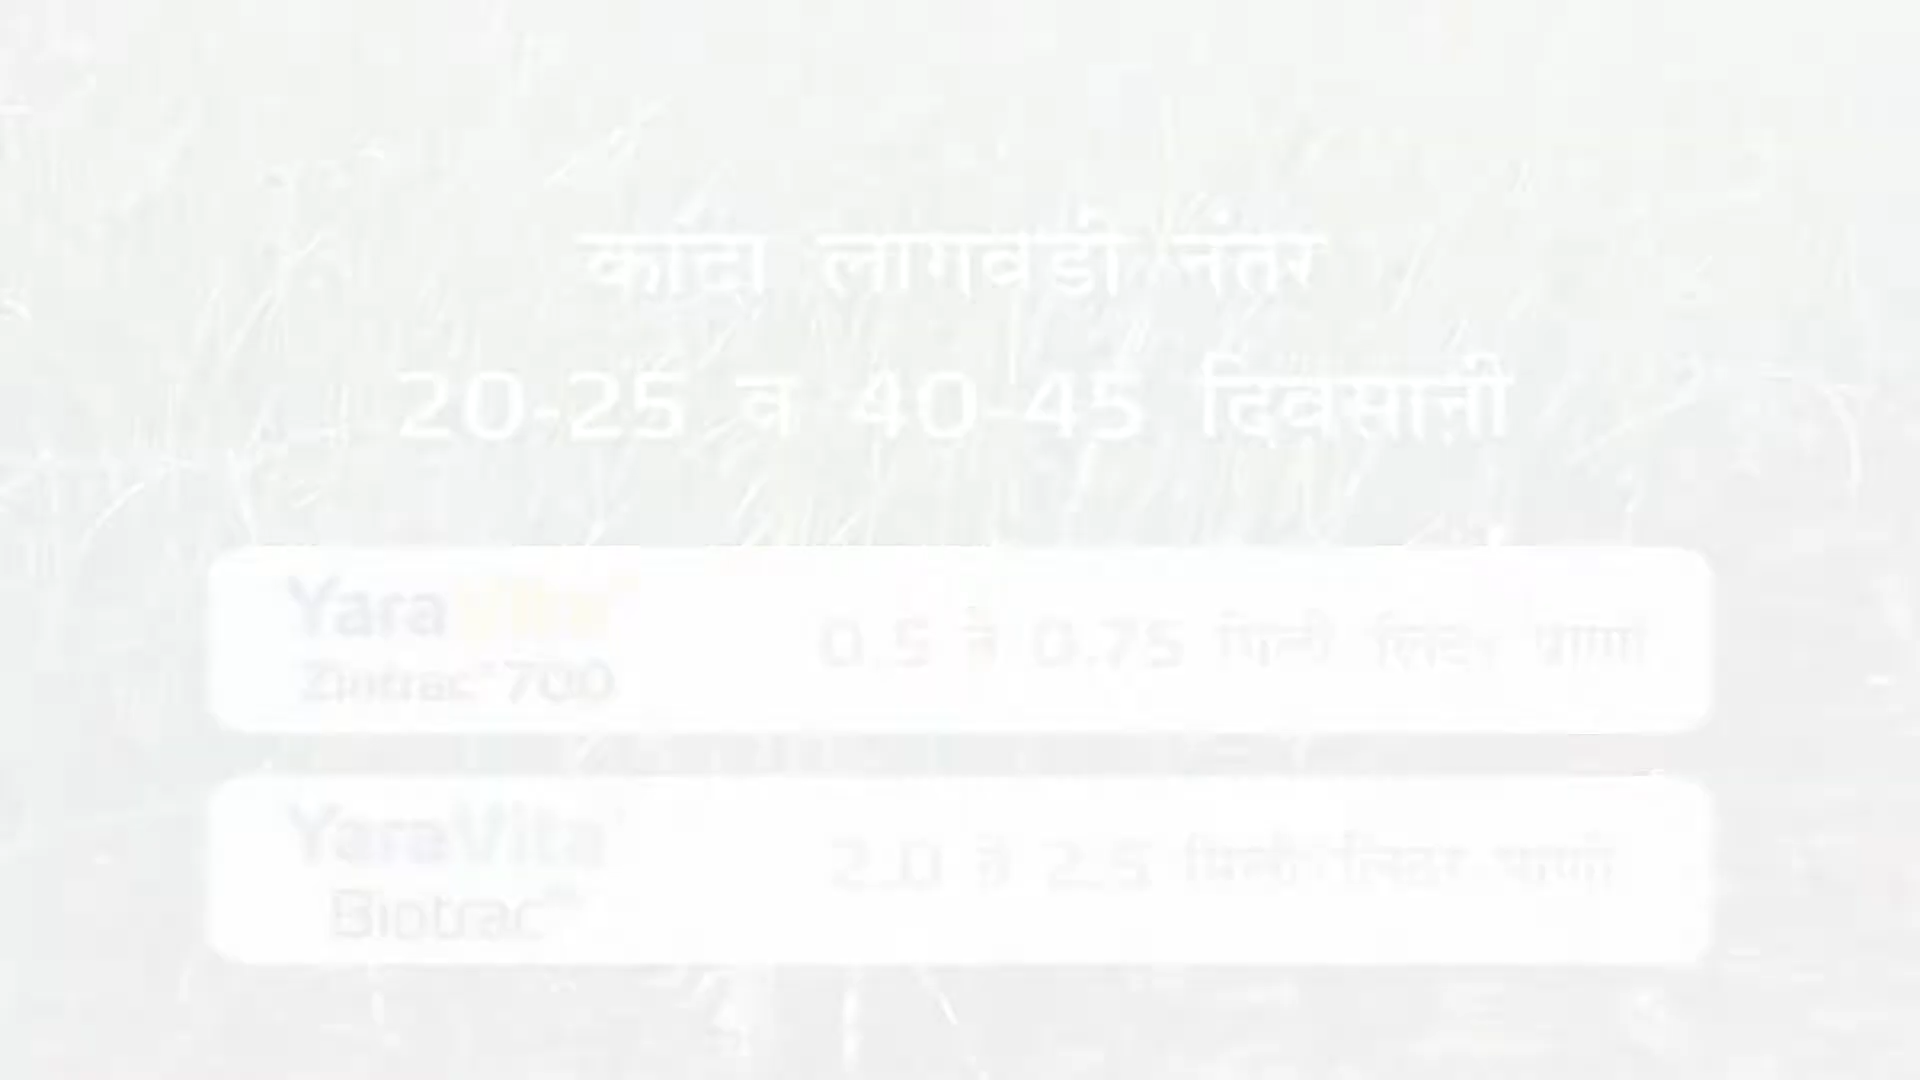 कांदा लागवडी नंतर
20-25 व 40-45 दिवसांनी
YaraVita
Zintrac 700
0.5 ते 0.75 मिली लिटर पाणी
YaraVita
Biotrac
2.0 ते 2.5 मिली लिटर पाणी